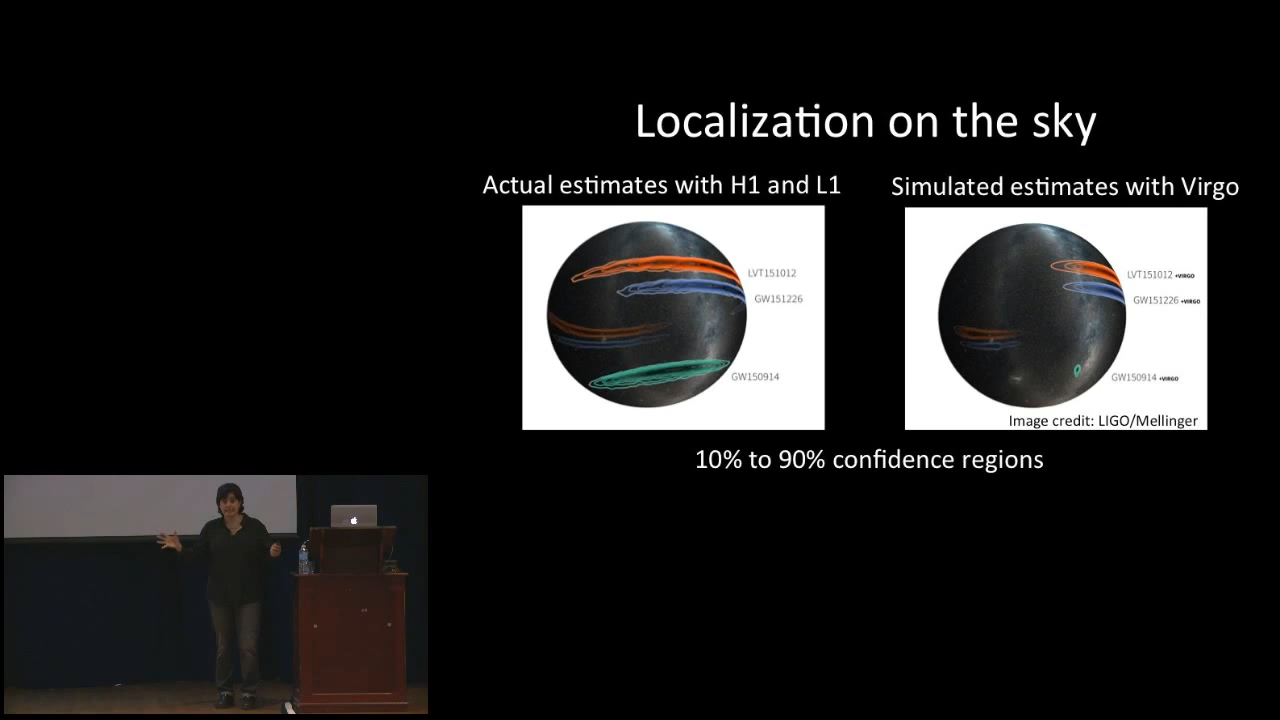 Localization on the sky
Actual estimates with H1 and L1
Simulated estimates with Virgo
LVT151012
GW151226
GW150914
LVT151012 +VIRGO
GW151226 +VIRGO
GW150914 +VIRGO
Image credit: LIGO/Mellinger
10% to 90% confidence regions